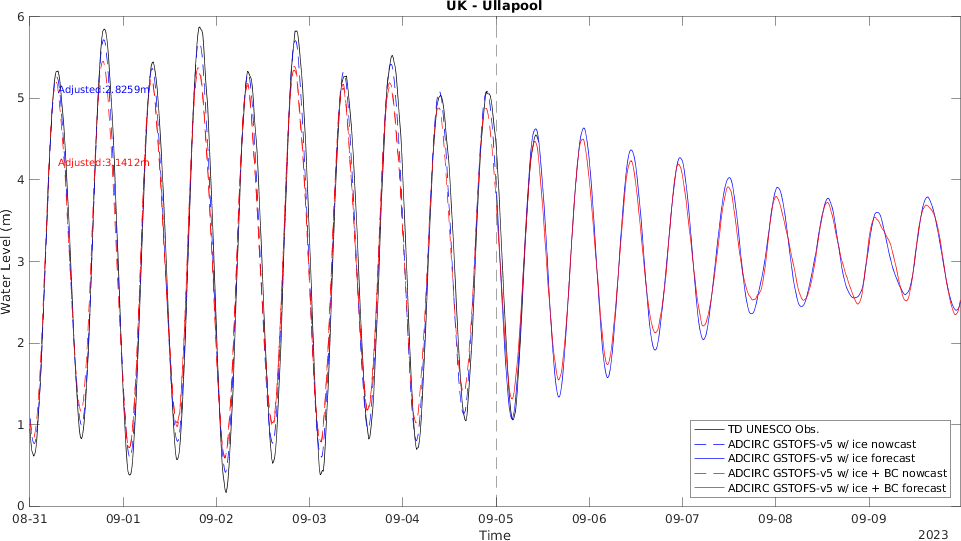 UK - Ullapool
6
5
4
3
2
1
0
Water Level (m)
Adjusted:2.8259m
Adjusted:3.1412m
TD UNESCO Obs.
ADCIRC GSTOFS-v5 w/ ice nowcast
ADCIRC GSTOFS-v5 w/ ice forecast
ADCIRC GSTOFS-v5 w/ ice + BC nowcast
ADCIRC GSTOFS-v5 w/ ice + BC forecast
08-31 09-01 09-02 09-03 09-04 09-05 09-06 09-07 09-08 09-09
Time
2023